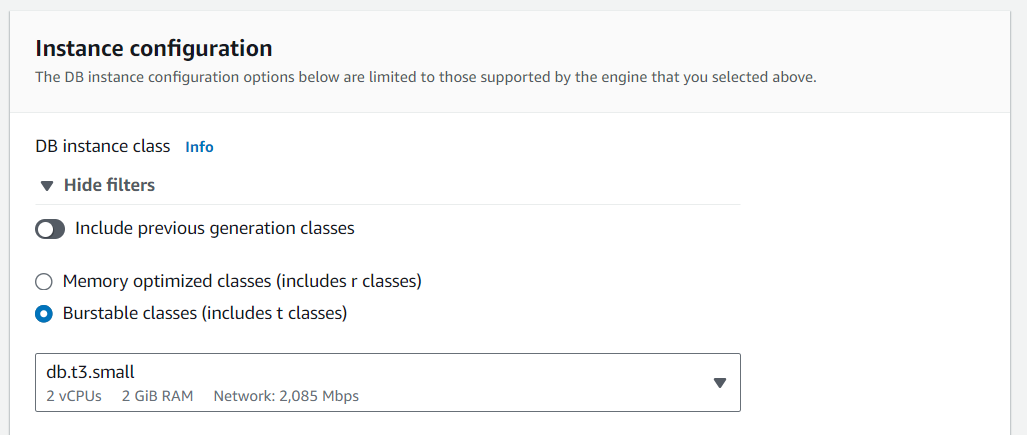 Instance configuration
The DB instance configuration options below are limited to those supported by the engine that you selected above.
DB instance class Info
Hide filters
Include previous generation classes
Memory optimized classes (includes r classes)
Burstable classes (includes t classes)
db.t3.small
2 vCPUs 2 GiB RAM Network: 2,085 Mbps